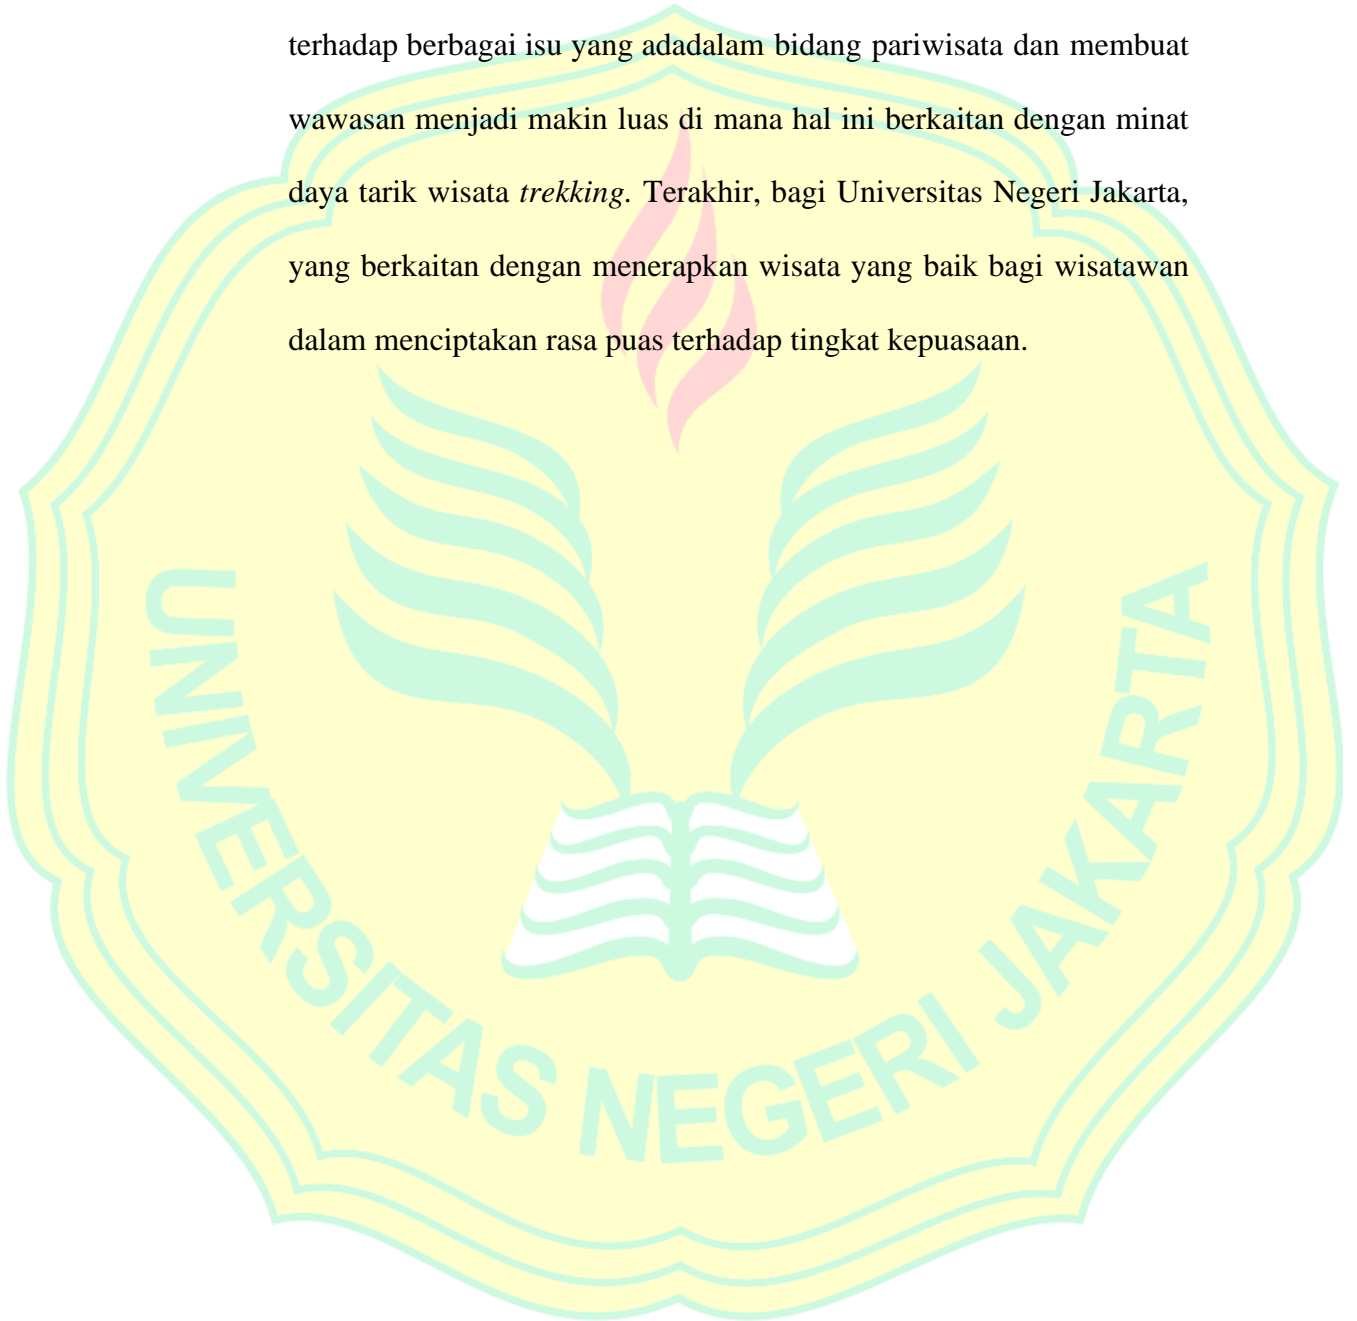 terhadap berbagai isu yang adadalam bidang pariwisata dan membuat
wawasan menjadi makin luas di mana hal ini berkaitan dengan minat
daya tarik wisata trekking. Terakhir, bagi Universitas Negeri Jakarta,
yang berkaitan dengan menerapkan wisata yang baik bagi wisatawan
dalam menciptakan rasa puas terhadap tingkat kepuasaan.
UNIVERSITAS NEGERI JAKARTA